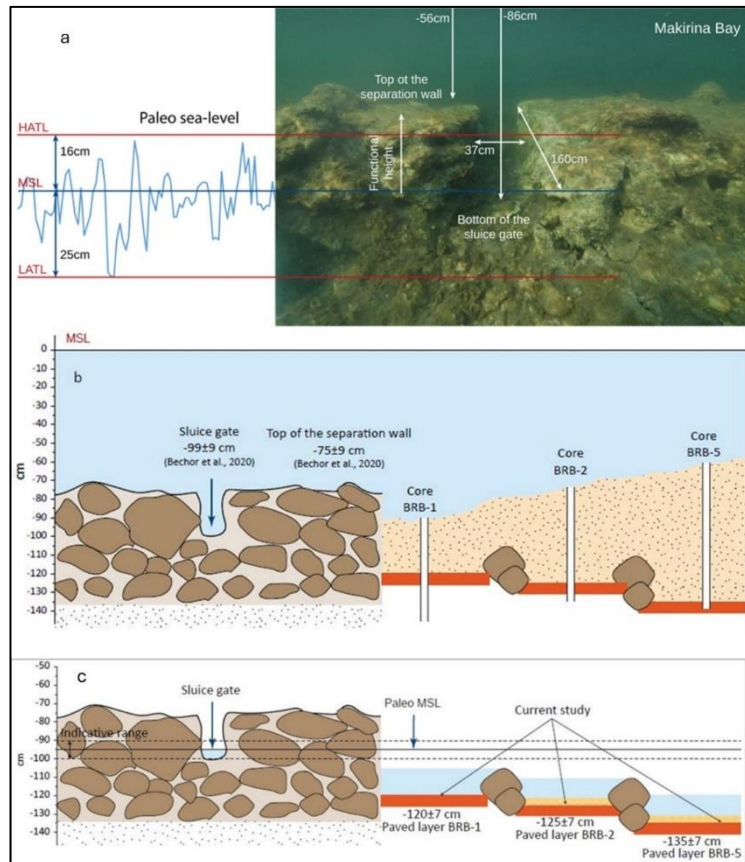 a
-56cm
-86cm
Makirina Bay
Top ot the
separation wall
Paleo sea-level
HATL
16cm
Functional
height
37cm
160cm
MSL
Bottom of the
sluice gate
25cm
LATL
MSL
0
-10
-20
-30
-40
-50
-60
-70
-80
-90
-100
-110
-120
-130
-140
cm
b
Sluice gate
-99±9 cm
(Bechor et al., 2020)
Top of the separation wall
-75±9 cm
(Bechor et al., 2020)
Core
BRB-1
Core
BRB-2
Core
BRB-5
-50
-60
-70
-80
-90
-100
-110
-120
-130
-140
cm
c
Sluice gate
Indicative range
Paleo MSL
Current study
-120±7 cm
Paved layer BRB-1
-125±7 cm
Paved layer BRB-2
-135±7 cm
Paved layer BRB-5